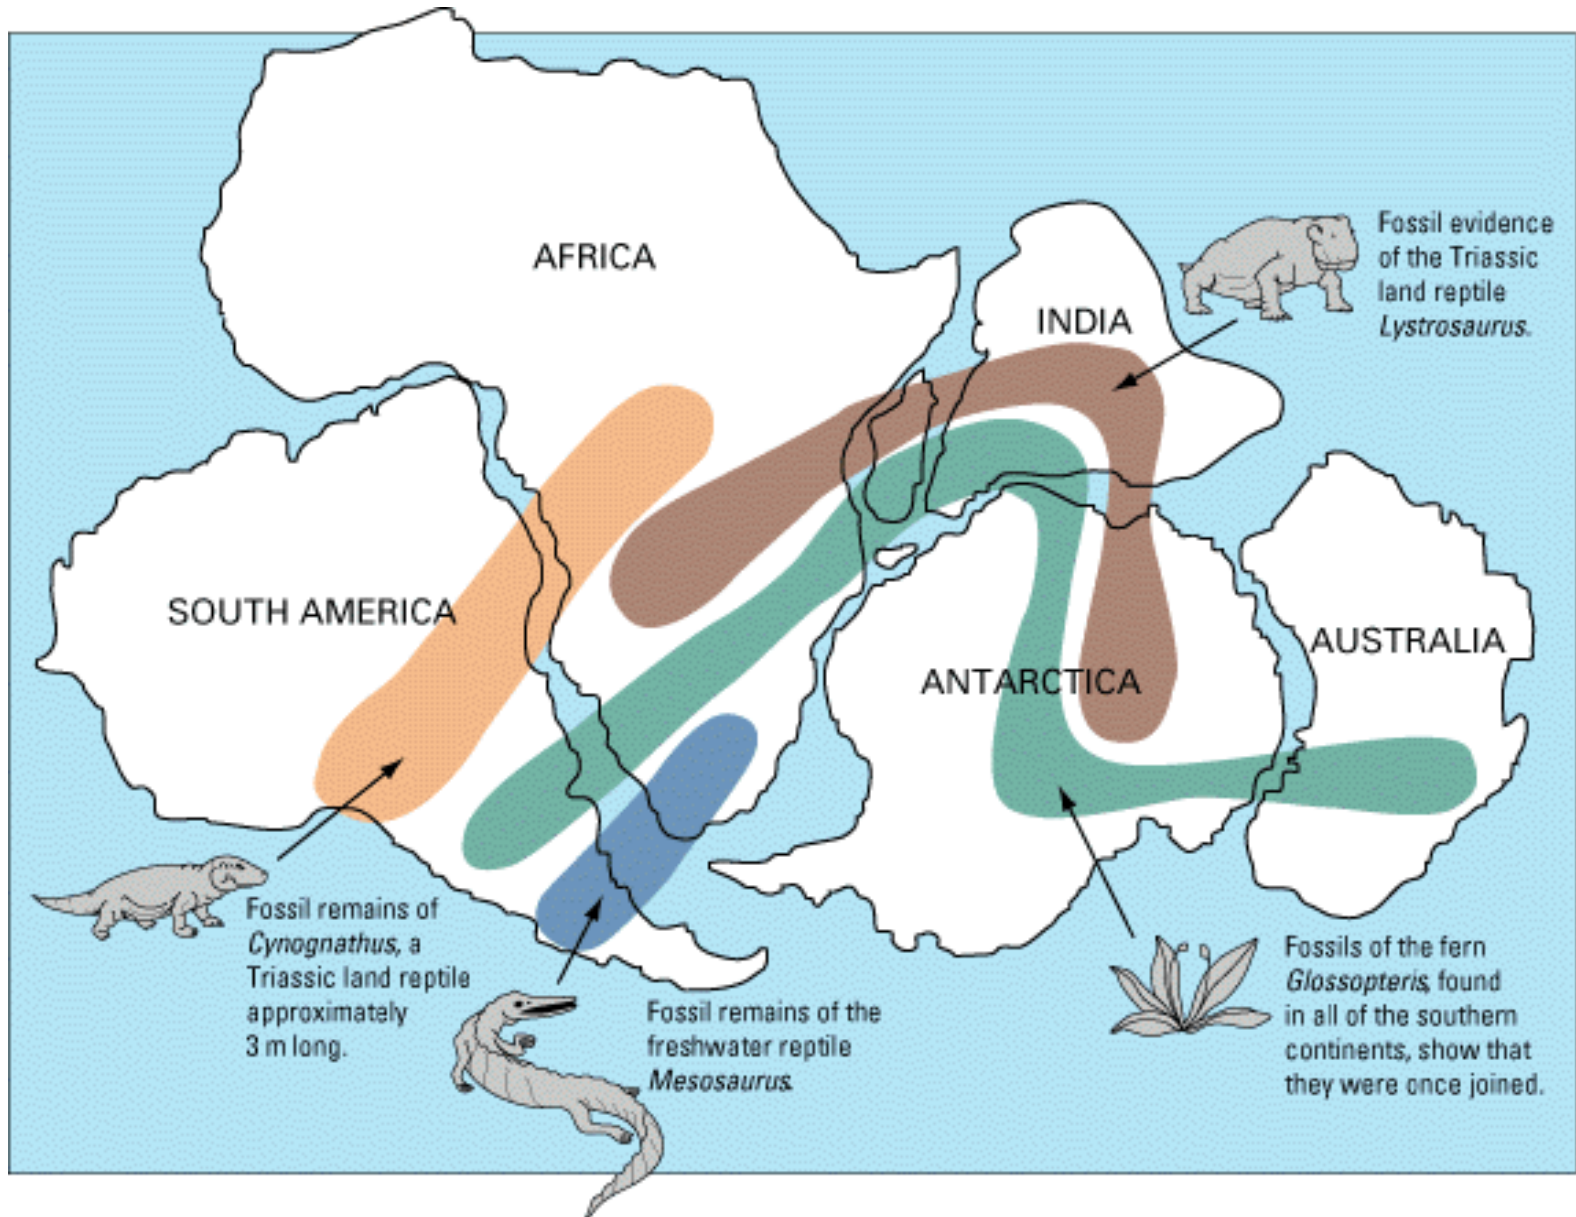 AFRICA
INDIA
Fossil evidence
of the Triassic
land reptile
Lystrosaurus.
SOUTH AMERICA
ANTARCTICA
AUSTRALIA
Fossil remains of
Cynognathus, a
Triassic land reptile
approximately
3 m long.
Fossil remains of the
freshwater reptile
Mesosaurus.
Fossils of the fern
Glossopteris, found
in all of the southern
continents, show that
they were once joined.